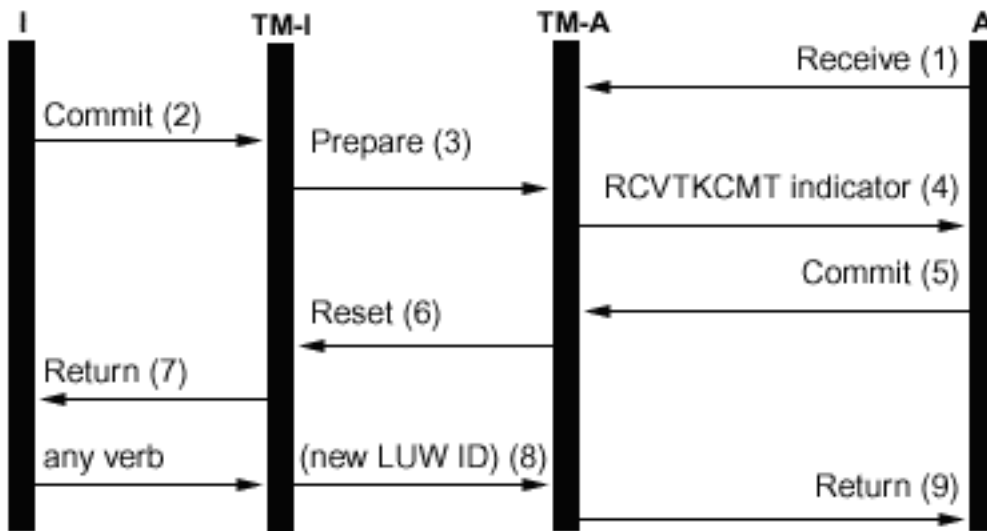 I
TM-I
TM-A
A
Receive (1)
Commit (2)
Prepare (3)
RCVTKCMT indicator (4)
Commit (5)
Reset (6)
Return (7)
any verb
(new LUW ID) (8)
Return (9)